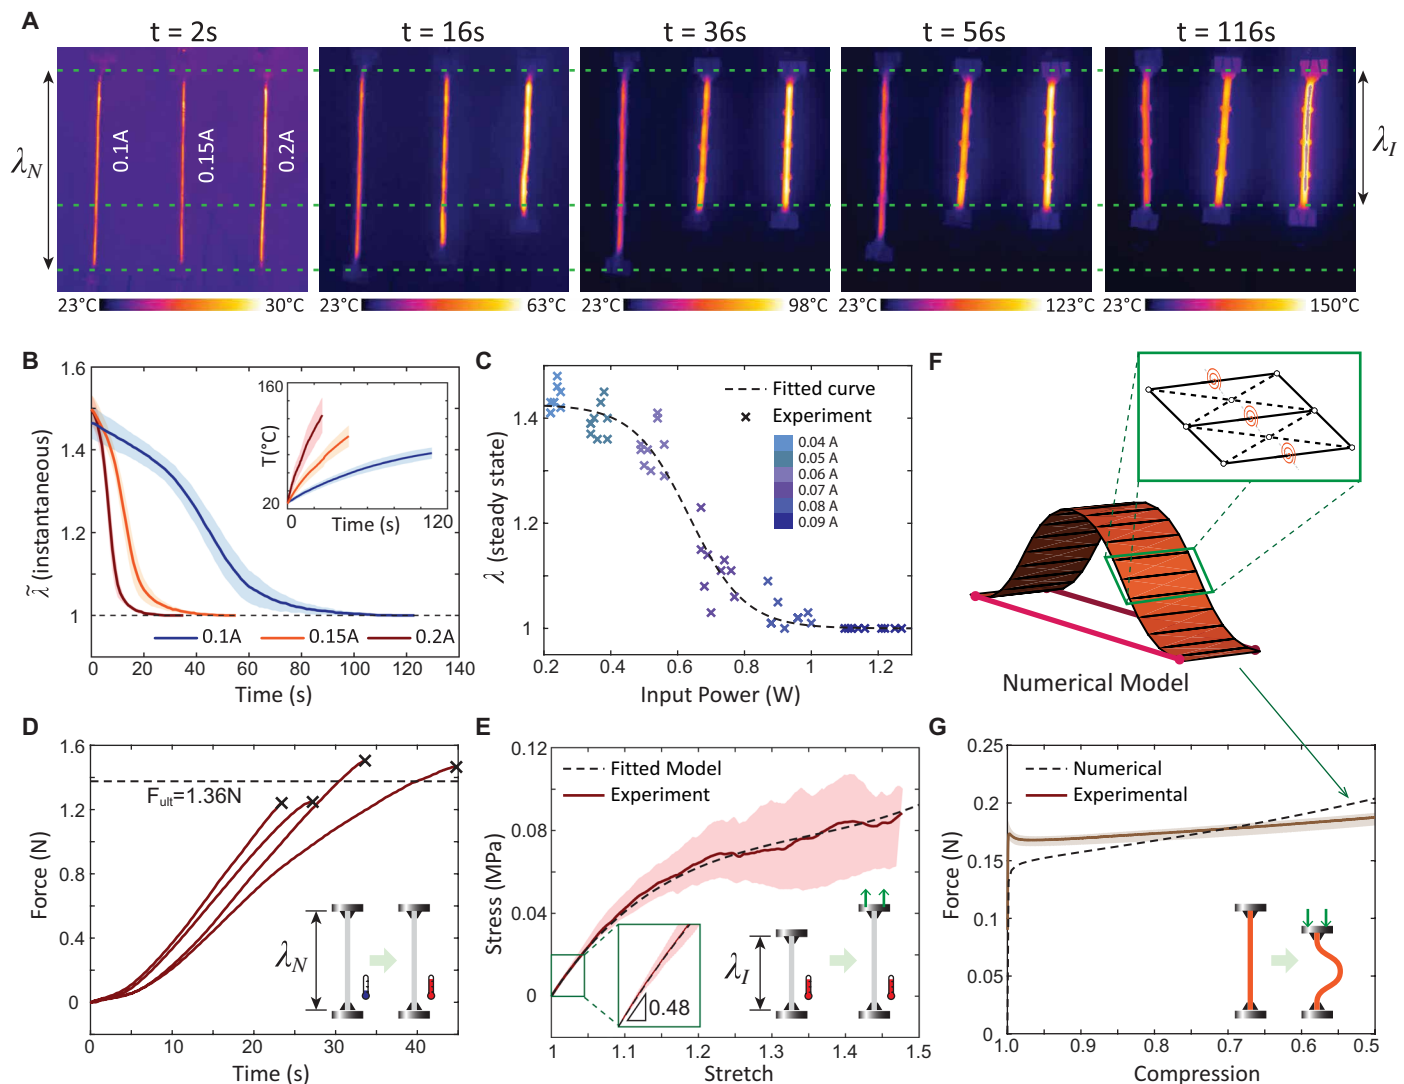 A
t = 2s
t = 16s
t = 36s
t = 56s
t = 116s
λN
0.1A
0.15A
0.2A
λI
23°C 30°C
23°C 63°C
23°C 98°C
23°C 123°C
23°C 150°C
B
λ̃ (instantaneous)
1.6
1.4
1.2
1
0 20 40 60 80 100 120 140
Time (s)
0.1A 0.15A 0.2A
160
T(°C)
20
0 120
Time (s)
C
λ (steady state)
1.4
1.2
1
0.2 0.4 0.6 0.8 1 1.2
Input Power (W)
Fitted curve
Experiment
0.04 A
0.05 A
0.06 A
0.07 A
0.08 A
0.09 A
F
Numerical Model
D
Force (N)
1.6
1.2
0.8
0.4
0
0 10 20 30 40
Time (s)
Fult=1.36N
λN
E
Stress (MPa)
0.12
0.08
0.04
0
1 1.1 1.2 1.3 1.4 1.5
Stretch
Fitted Model
Experiment
0.48
λI
G
Force (N)
0.25
0.2
0.15
0.1
0.05
0
1.0 0.9 0.8 0.7 0.6 0.5
Compression
Numerical
Experimental